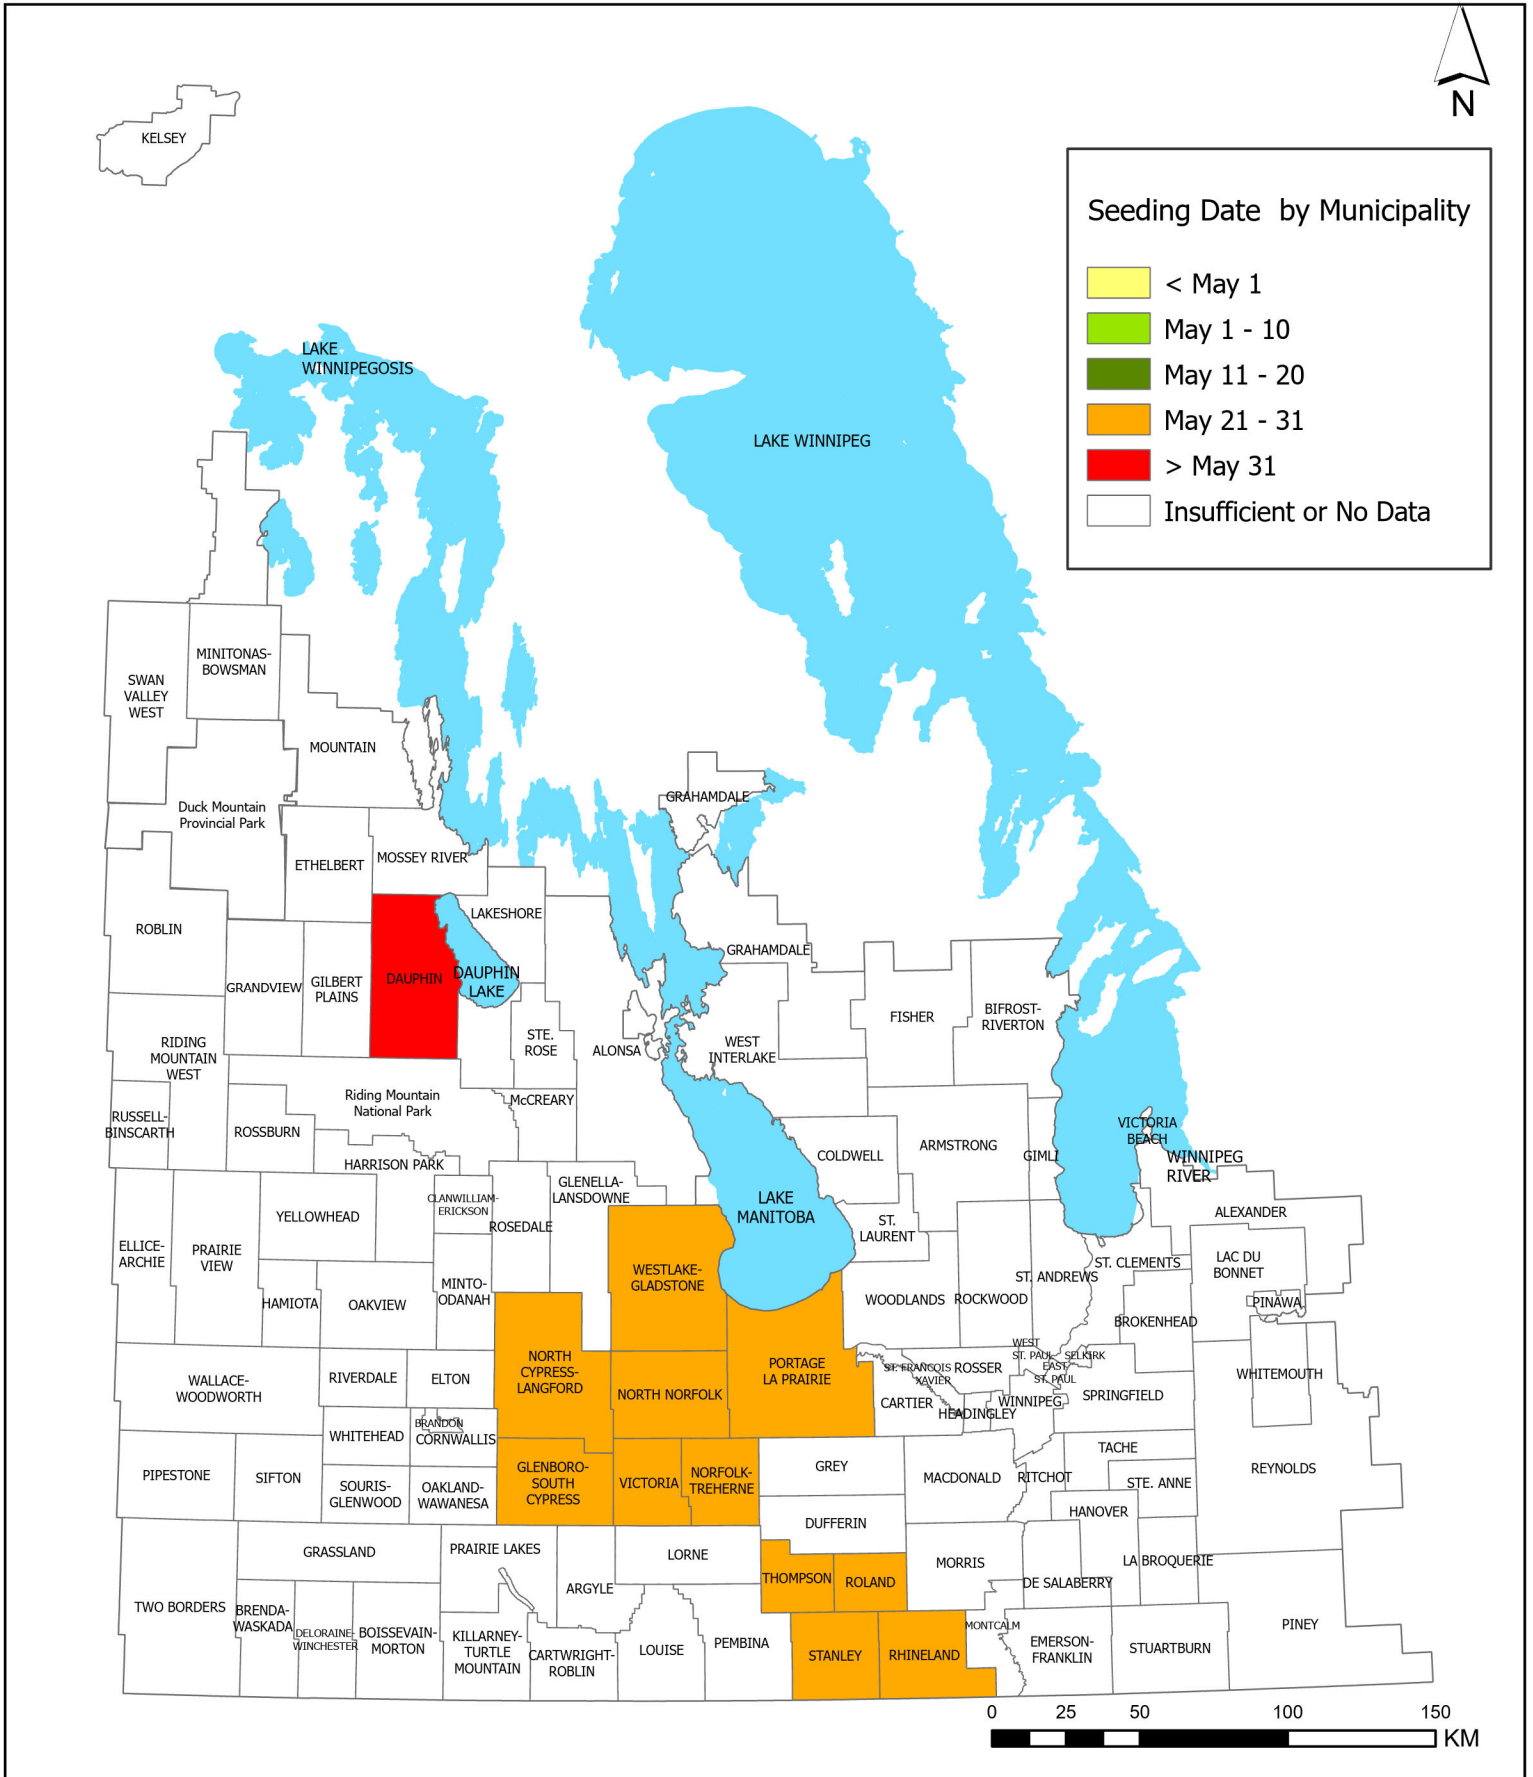 N
KELSEY
Seeding Date by Municipality
< May 1
May 1 - 10
May 11 - 20
May 21 - 31
> May 31
Insufficient or No Data
LAKE
WINNIPEGOSIS
LAKE WINNIPEG
MINITONAS-
BOWSMAN
SWAN
VALLEY
WEST
MOUNTAIN
Duck Mountain
Provincial Park
GRAHAMDALE
ETHELBERT
MOSSEY RIVER
ROBLIN
LAKESHORE
GRANDVIEW
GILBERT
PLAINS
DAUPHIN
DAUPHIN
LAKE
GRAHAMDALE
FISHER
BIFROST-
RIVERTON
RIDING
MOUNTAIN
WEST
STE.
ROSE
ALONSA
WEST
INTERLAKE
Riding Mountain
National Park
McCREARY
RUSSELL-
BINSCARTH
ROSSBURN
HARRISON PARK
COLDWELL
ARMSTRONG
GIMLI
VICTORIA
BEACH
WINNIPEG
RIVER
CLANWILLIAM-
ERICKSON
GLENELLA-
LANSDOWNE
ROSEDALE
LAKE
MANITOBA
ST.
LAURENT
ALEXANDER
YELLOWHEAD
ELLICE-
ARCHIE
PRAIRIE
VIEW
WESTLAKE-
GLADSTONE
ST. CLEMENTS
LAC DU
BONNET
ST. ANDREWS
HAMIOTA
OAKVIEW
MINTO-
ODANAH
WOODLANDS
ROCKWOOD
PINAWA
BROKENHEAD
WALLACE-
WOODWORTH
RIVERDALE
ELTON
NORTH
CYPRESS-
LANGFORD
NORTH NORFOLK
PORTAGE
LA PRAIRIE
ST. FRANCOIS
XAVIER
ROSSER
WEST
ST. PAUL
SELKIRK
EAST
ST. PAUL
WHITEMOUTH
CARTIER
HEADINGLEY
WINNIPEG
SPRINGFIELD
WHITEHEAD
BRANDON
CORNWALLIS
TACHE
PIPESTONE
SIFTON
SOURIS-
GLENWOOD
OAKLAND-
WAWANESA
GLENBORO-
SOUTH
CYPRESS
VICTORIA
NORFOLK-
TREHERNE
GREY
MACDONALD
RITCHOT
STE. ANNE
REYNOLDS
HANOVER
DUFFERIN
GRASSLAND
PRAIRIE LAKES
LORNE
MORRIS
LA BROQUERIE
ARGYLE
THOMPSON
ROLAND
DE SALABERRY
TWO BORDERS
BRENDA-
WASKADA
DELORAINE-
WINCHESTER
BOISSEVAIN-
MORTON
KILLARNEY-
TURTLE
MOUNTAIN
CARTWRIGHT-
ROBLIN
LOUISE
PEMBINA
STANLEY
RHINELAND
MONTCALM
EMERSON-
FRANKLIN
STUARTBURN
PINEY
0 25 50 100 150
KM